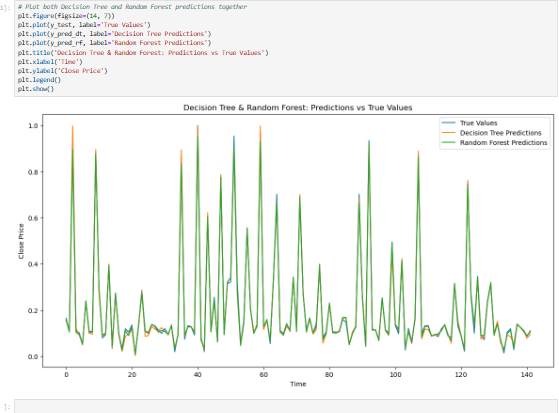 # Plot both Decision Tree and Random Forest predictions together
plt.figure(figsize=(14, 7))
plt.plot(y_test, label='True Values')
plt.plot(y_pred_dt, label='Decision Tree Predictions')
plt.plot(y_pred_rf, label='Random Forest Predictions')
plt.title('Decision Tree & Random Forest: Predictions vs True Values')
plt.xlabel('Time')
plt.ylabel('Close Price')
plt.legend()
plt.show()
Decision Tree & Random Forest: Predictions vs True Values
True Values
Decision Tree Predictions
Random Forest Predictions
1.0
0.8
0.6
0.4
0.2
0.0
Close Price
0 20 40 60 80 100 120 140
Time
]: